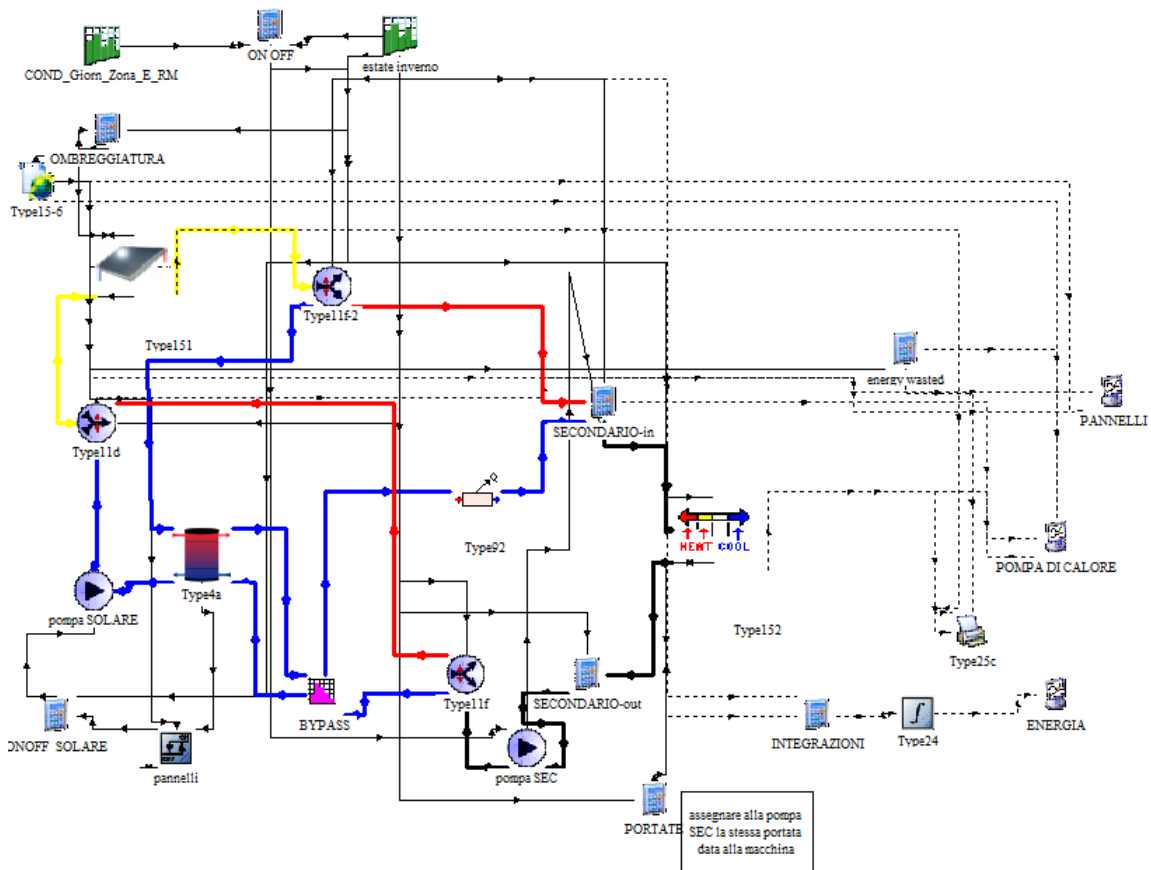 ON OFF
COND_Giorn_Zona_E_RM
estate inverno
OMBREGGIATURA
Type15-6
Type11f-2
Type151
energy wasted
PANNELLI
SECONDARIO-in
Type11d
HEAT COOL
Type92
POMPA DI CALORE
Type4a
pompa SOLARE
Type152
Type25c
Type11f
SECONDARIO-out
BYPASS
ONOFF SOLARE
pannelli
pompa SEC
INTEGRAZIONI
Type24
ENERGIA
PORTATE
assegnare alla pompa
SEC la stessa portata
data alla macchina